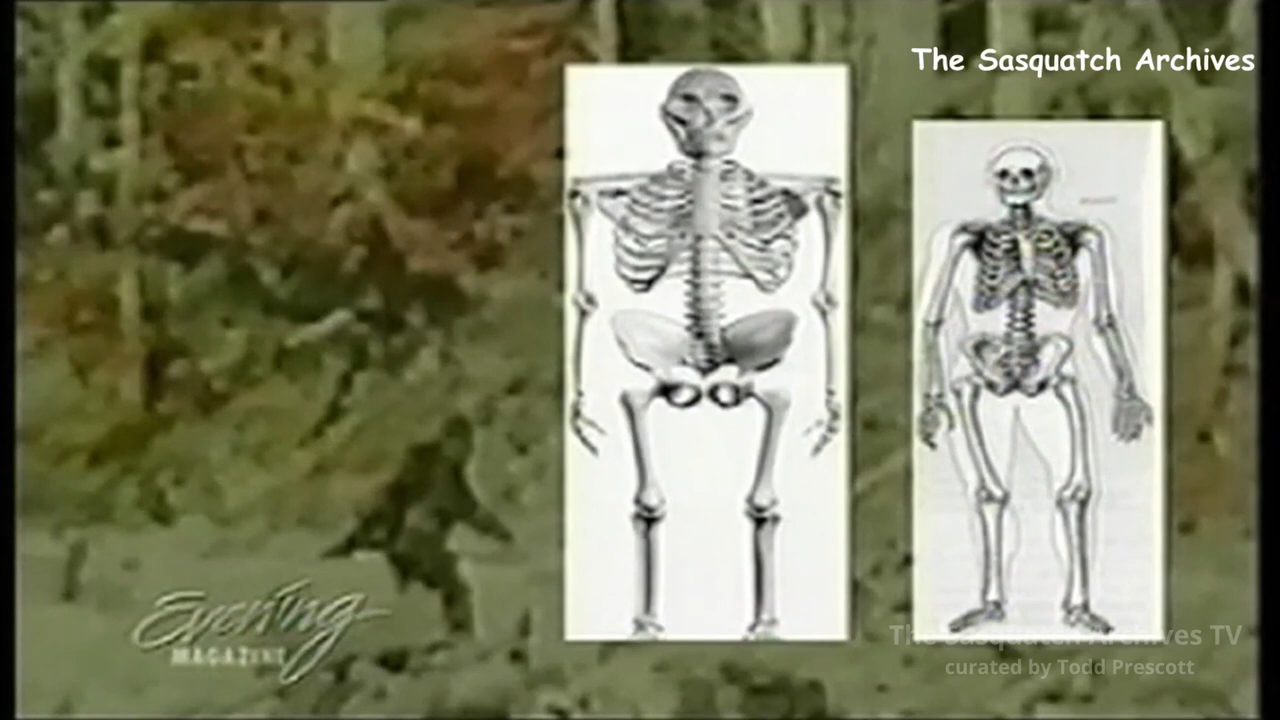 The Sasquatch Archives
Evening
MAGAZINE
The Sasquatch Archives TV
curated by Todd Prescott